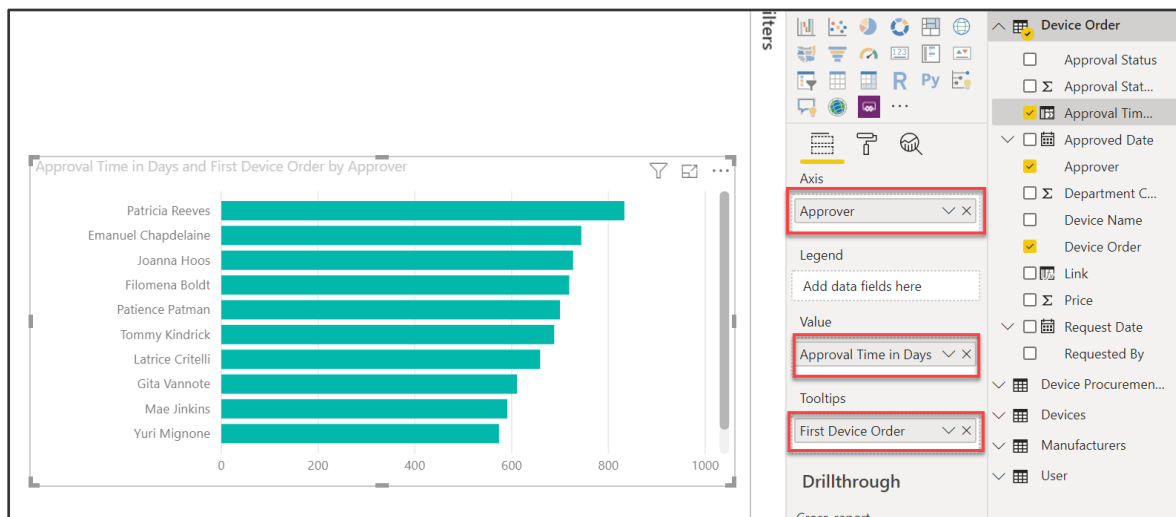 Approval Time in Days and First Device Order by Approver
Patricia Reeves
Emanuel Chapdelaine
Joanna Hoos
Filomena Boldt
Patience Patman
Tommy Kindrick
Latrice Critelli
Gita Vannote
Mae Jinkins
Yuri Mignone
0 200 400 600 800 1000
ilters
123
R Py
...
Axis
Approver
Legend
Add data fields here
Value
Approval Time in Days
Tooltips
First Device Order
Drillthrough
Cross-report
Device Order
Approval Status
Σ Approval Stat...
Approval Tim...
Approved Date
Approver
Σ Department C...
Device Name
Device Order
Link
Σ Price
Request Date
Requested By
Device Procuremen...
Devices
Manufacturers
User